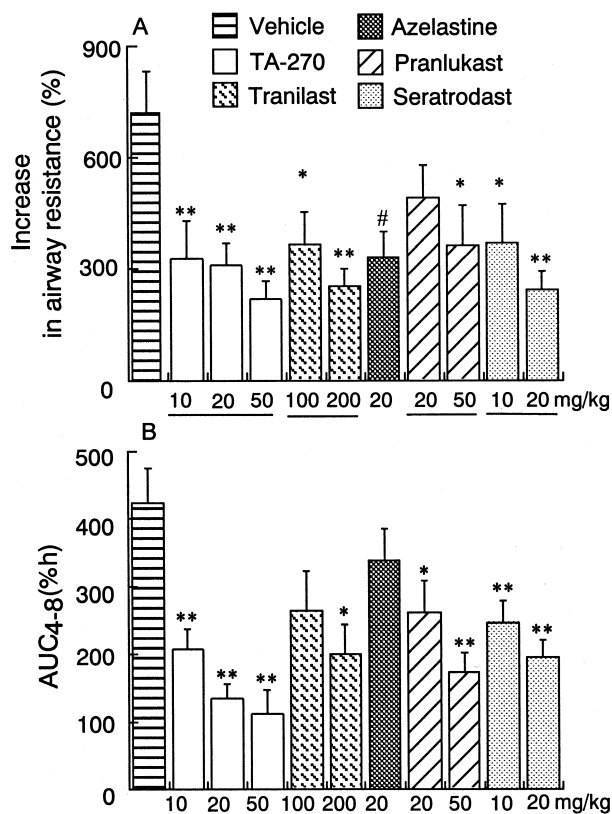 A
Vehicle
Azelastine
TA-270
Pranlukast
Tranilast
Seratrodast
Increase
in airway resistance (%)
900
600
300
0
**
**
**
*
**
#
*
*
**
10 20 50 100 200 20 20 50 10 20 mg/kg
B
AUC4-8(%h)
500
400
300
200
100
0
**
**
**
*
*
**
**
**
10 20 50 100 200 20 20 50 10 20 mg/kg